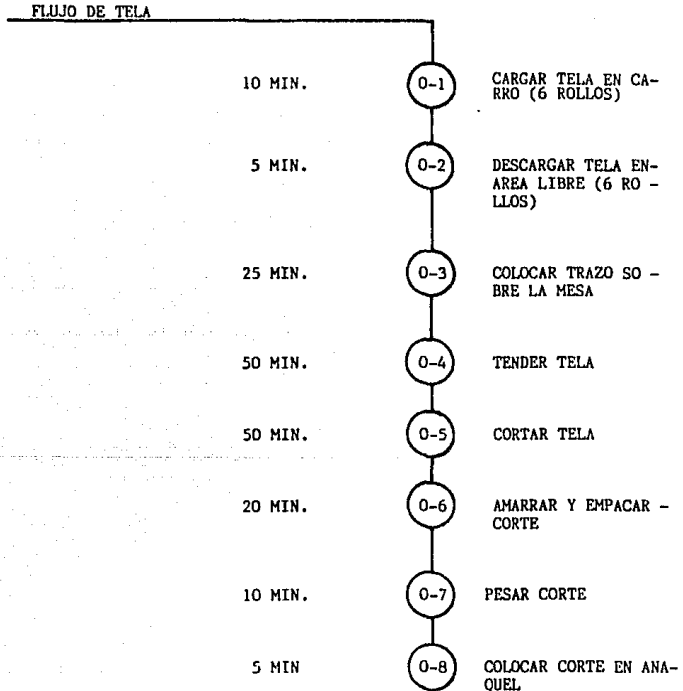 FLUJO DE TELA
10 MIN.
0-1
CARGAR TELA EN CA-
RRO (6 ROLLOS)
5 MIN.
0-2
DESCARGAR TELA EN-
AREA LIBRE (6 RO -
LLOS)
25 MIN.
0-3
COLOCAR TRAZO SO -
BRE LA MESA
50 MIN.
0-4
TENDER TELA
50 MIN.
0-5
CORTAR TELA
20 MIN.
0-6
AMARRAR Y EMPACAR -
CORTE
10 MIN.
0-7
PESAR CORTE
5 MIN
0-8
COLOCAR CORTE EN ANA-
QUEL